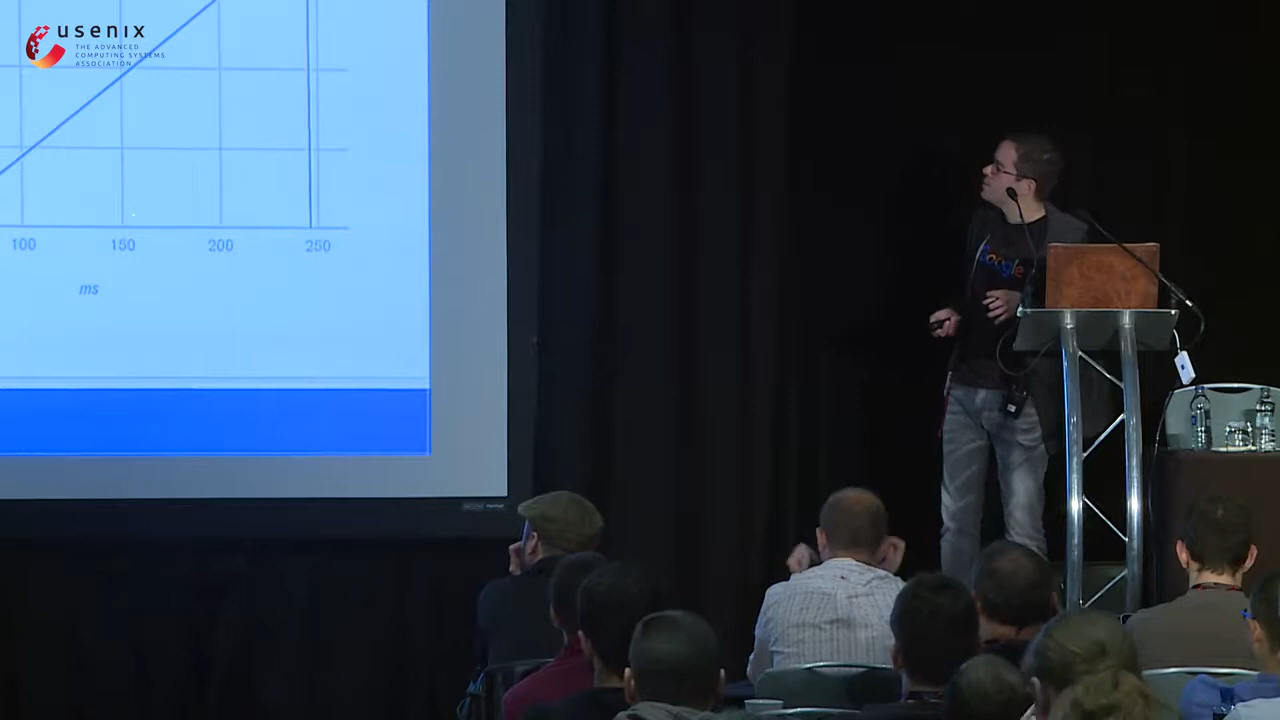 usenix
THE ADVANCED
COMPUTING SYSTEMS
ASSOCIATION
100 150 200 250
ms
Google